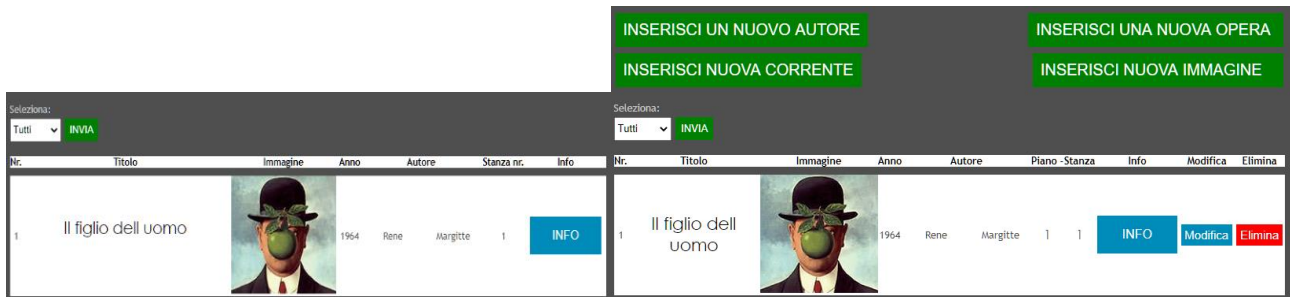 INSERISCI UN NUOVO AUTORE INSERISCI UNA NUOVA OPERA
INSERISCI NUOVA CORRENTE INSERISCI NUOVA IMMAGINE
Seleziona:
Tutti INVIA
Nr. Titolo Immagine Anno Autore Stanza nr. Info
1 Il figlio dell uomo 1964 Rene Margitte 1 INFO
Seleziona:
Tutti INVIA
Nr. Titolo Immagine Anno Autore Piano -Stanza Info Modifica Elimina
1 Il figlio dell
uomo 1964 Rene Margitte 1 1 INFO Modifica Elimina